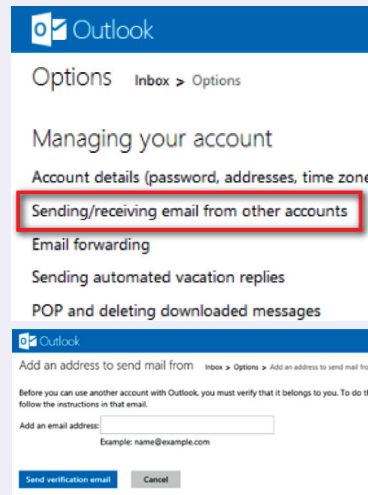 Outlook
Options Inbox > Options
Managing your account
Account details (password, addresses, time zone
Sending/receiving email from other accounts
Email forwarding
Sending automated vacation replies
POP and deleting downloaded messages
Outlook
Add an address to send mail from Inbox > Options > Add an address to send mail fro
Before you can use another account with Outlook, you must verify that it belongs to you. To do th
follow the instructions in that email.
Add an email address:
Example: name@example.com
Send verification email Cancel